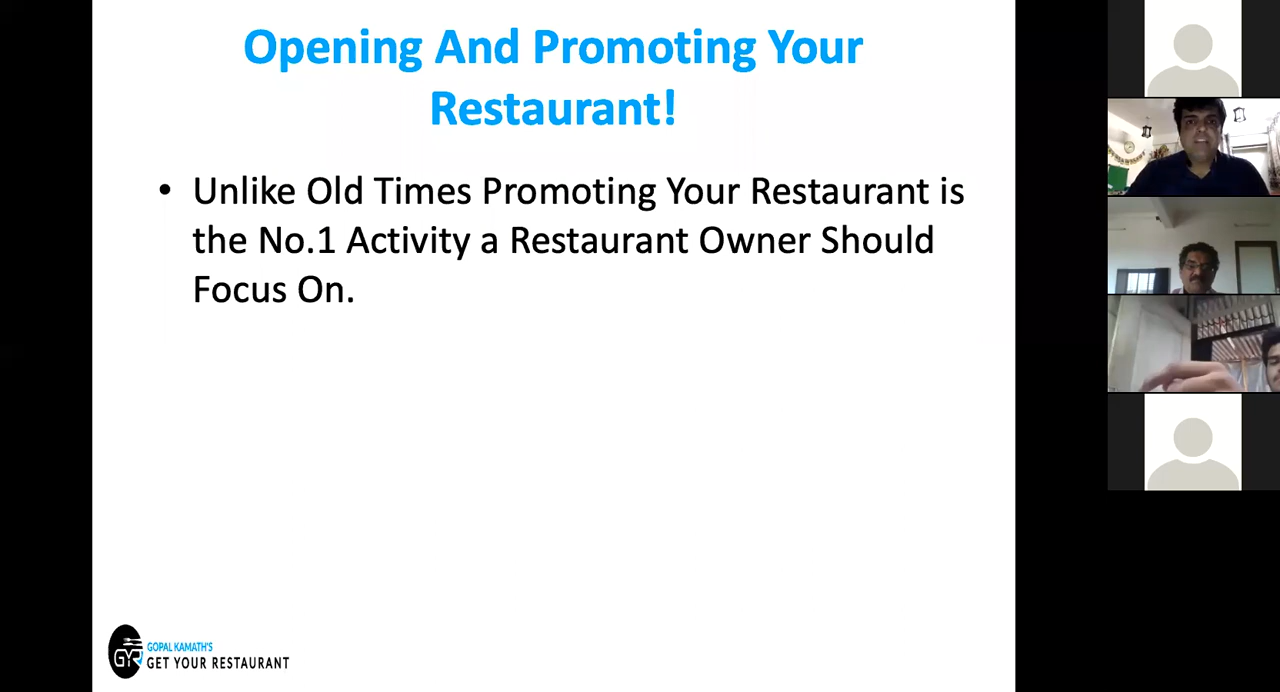 Opening And Promoting Your
Restaurant!
• Unlike Old Times Promoting Your Restaurant is
the No.1 Activity a Restaurant Owner Should
Focus On.
GYR
GOPAL KAMATH'S
GET YOUR RESTAURANT